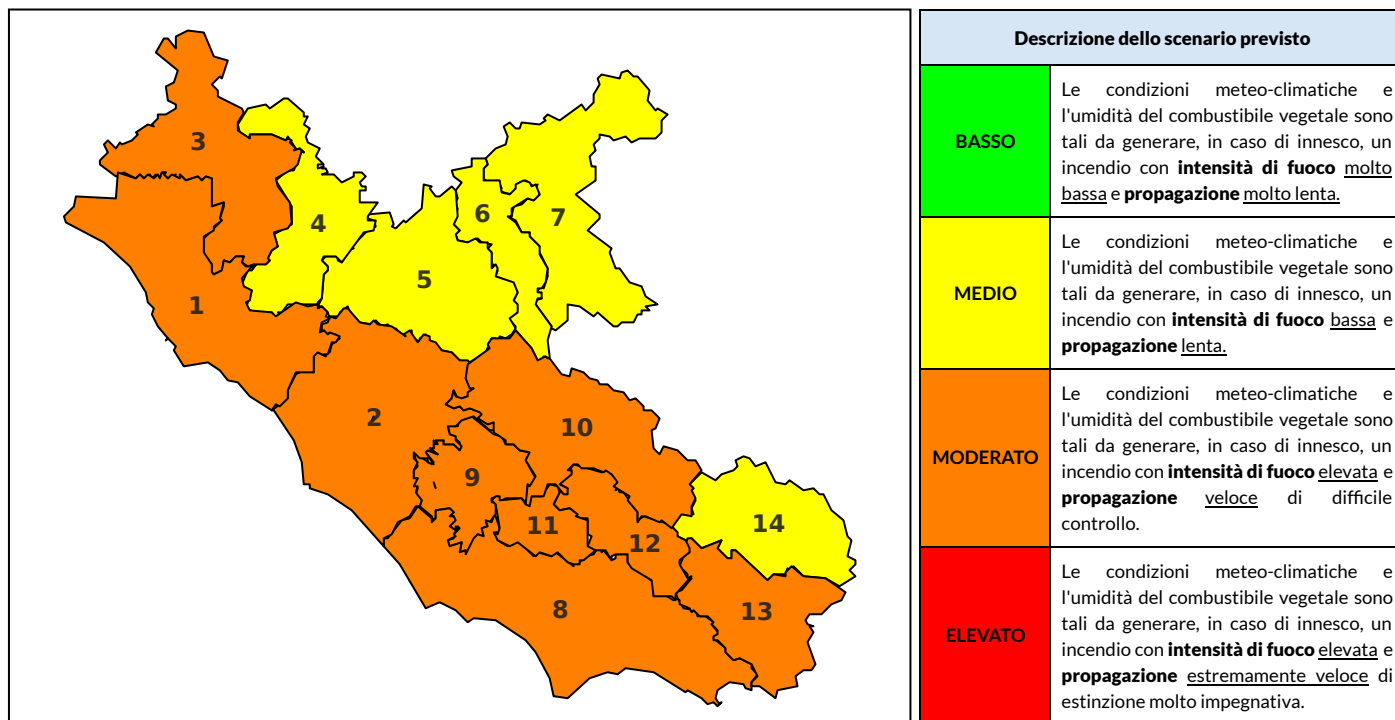 3
4
6
7
5
1
2
10
9
11
12
14
8
13
Descrizione dello scenario previsto
BASSO
Le condizioni meteo-climatiche e
l'umidità del combustibile vegetale sono
tali da generare, in caso di innesco, un
incendio con intensità di fuoco molto
bassa e propagazione molto lenta.
MEDIO
Le condizioni meteo-climatiche e
l'umidità del combustibile vegetale sono
tali da generare, in caso di innesco, un
incendio con intensità di fuoco bassa e
propagazione lenta.
MODERATO
Le condizioni meteo-climatiche e
l'umidità del combustibile vegetale sono
tali da generare, in caso di innesco, un
incendio con intensità di fuoco elevata e
propagazione veloce di difficile
controllo.
ELEVATO
Le condizioni meteo-climatiche e
l'umidità del combustibile vegetale sono
tali da generare, in caso di innesco, un
incendio con intensità di fuoco elevata e
propagazione estremamente veloce di
estinzione molto impegnativa.